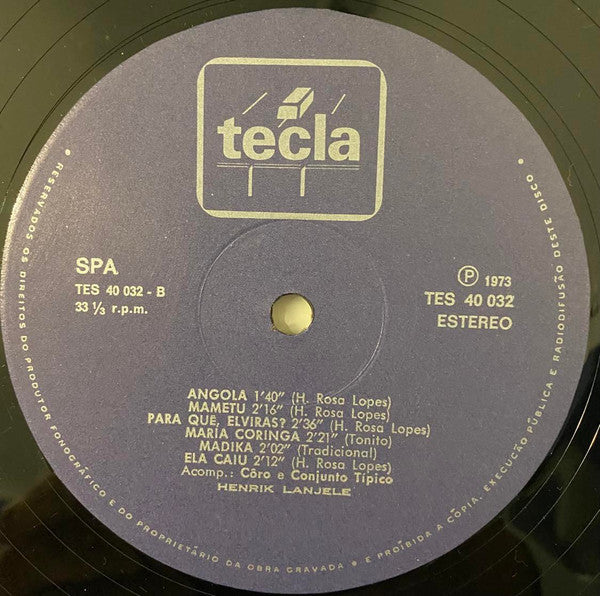 tecla
SPA
TES 40 032 - B
33 ⅓ r.p.m.
Ⓟ 1973
TES 40 032
ESTEREO
ANGOLA 1'40" (H. Rosa Lopes)
MAMETU 2'16" (H. Rosa Lopes)
PARA QUE, ELVIRAS? 2'36" (H. Rosa Lopes)
MARIA CORINGA 2'21" (Tonito)
MADIKA 2'02" (Tradicional)
ELA CAIU 2'12" (H. Rosa Lopes)
Acomp.: Côro e Conjunto Típico
HENRIK LANJELE
• RESERVADOS OS DIREITOS DO PRODUTOR FONOGRÁFICO E DO PROPRIETÁRIO DA OBRA GRAVADA • É PROIBIDA A CÓPIA, EXECUÇÃO PÚBLICA E RADIODIFUSÃO DESTE DISCO •